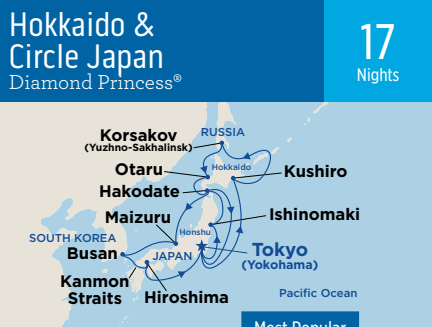 Hokkaido &
Circle Japan
Diamond Princess®
17
Nights
Korsakov
(Yuzhno-Sakhalinsk)
RUSSIA
Otaru
Hokkaido
Kushiro
Hakodate
Maizuru
Ishinomaki
Honshu
SOUTH KOREA
Busan
JAPAN
Tokyo
(Yokohama)
Kanmon
Straits
Hiroshima
Pacific Ocean
Most Popular